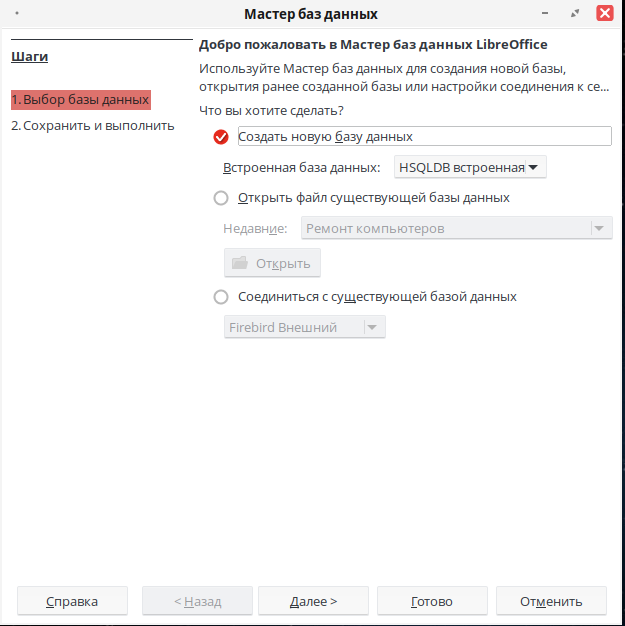 Мастер баз данных
Шаги
1. Выбор базы данных
2. Сохранить и выполнить
Добро пожаловать в Мастер баз данных LibreOffice
Используйте Мастер баз данных для создания новой базы,
открытия ранее созданной базы или настройки соединения к се...
Что вы хотите сделать?
Создать новую базу данных
Встроенная база данных: HSQLDB встроенная
Открыть файл существующей базы данных
Недавние: Ремонт компьютеров
Открыть
Соединиться с существующей базой данных
Firebird Внешний
Справка < Назад Далее > Готово Отменить